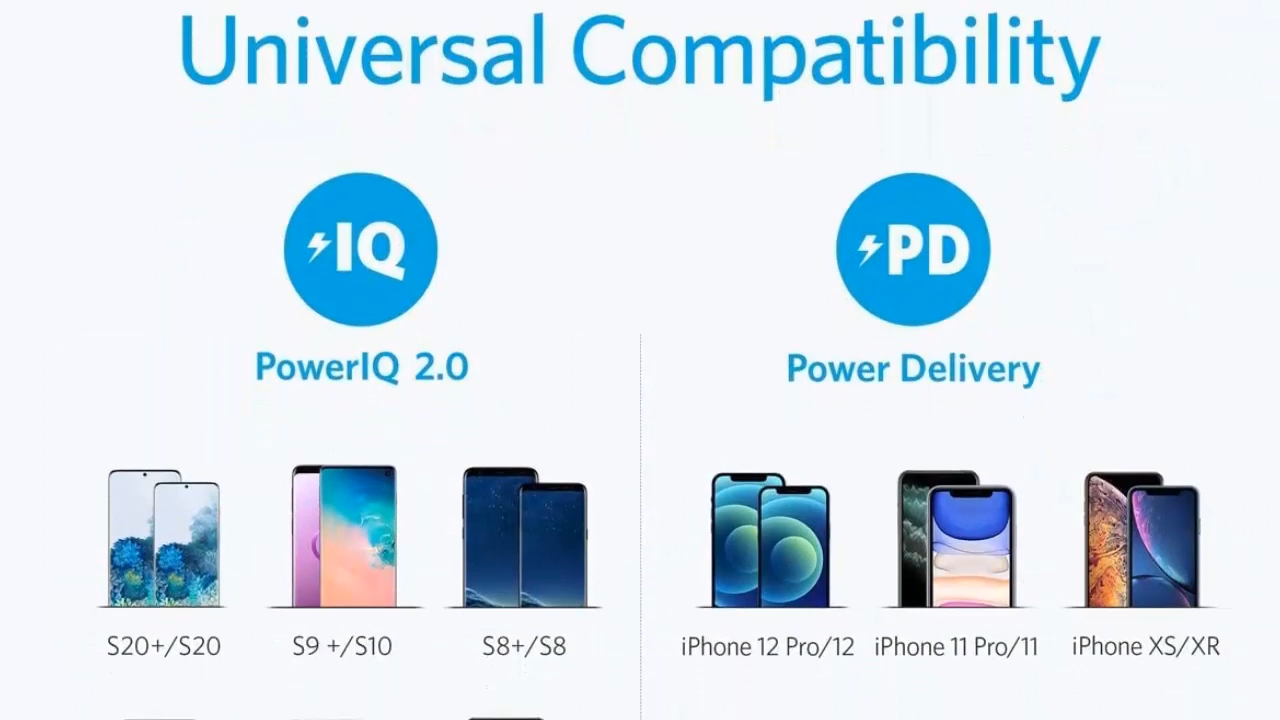 Universal Compatibility
IQ
PD
PowerIQ 2.0
Power Delivery
S20+/S20
S9 +/S10
S8+/S8
iPhone 12 Pro/12
iPhone 11 Pro/11
iPhone XS/XR